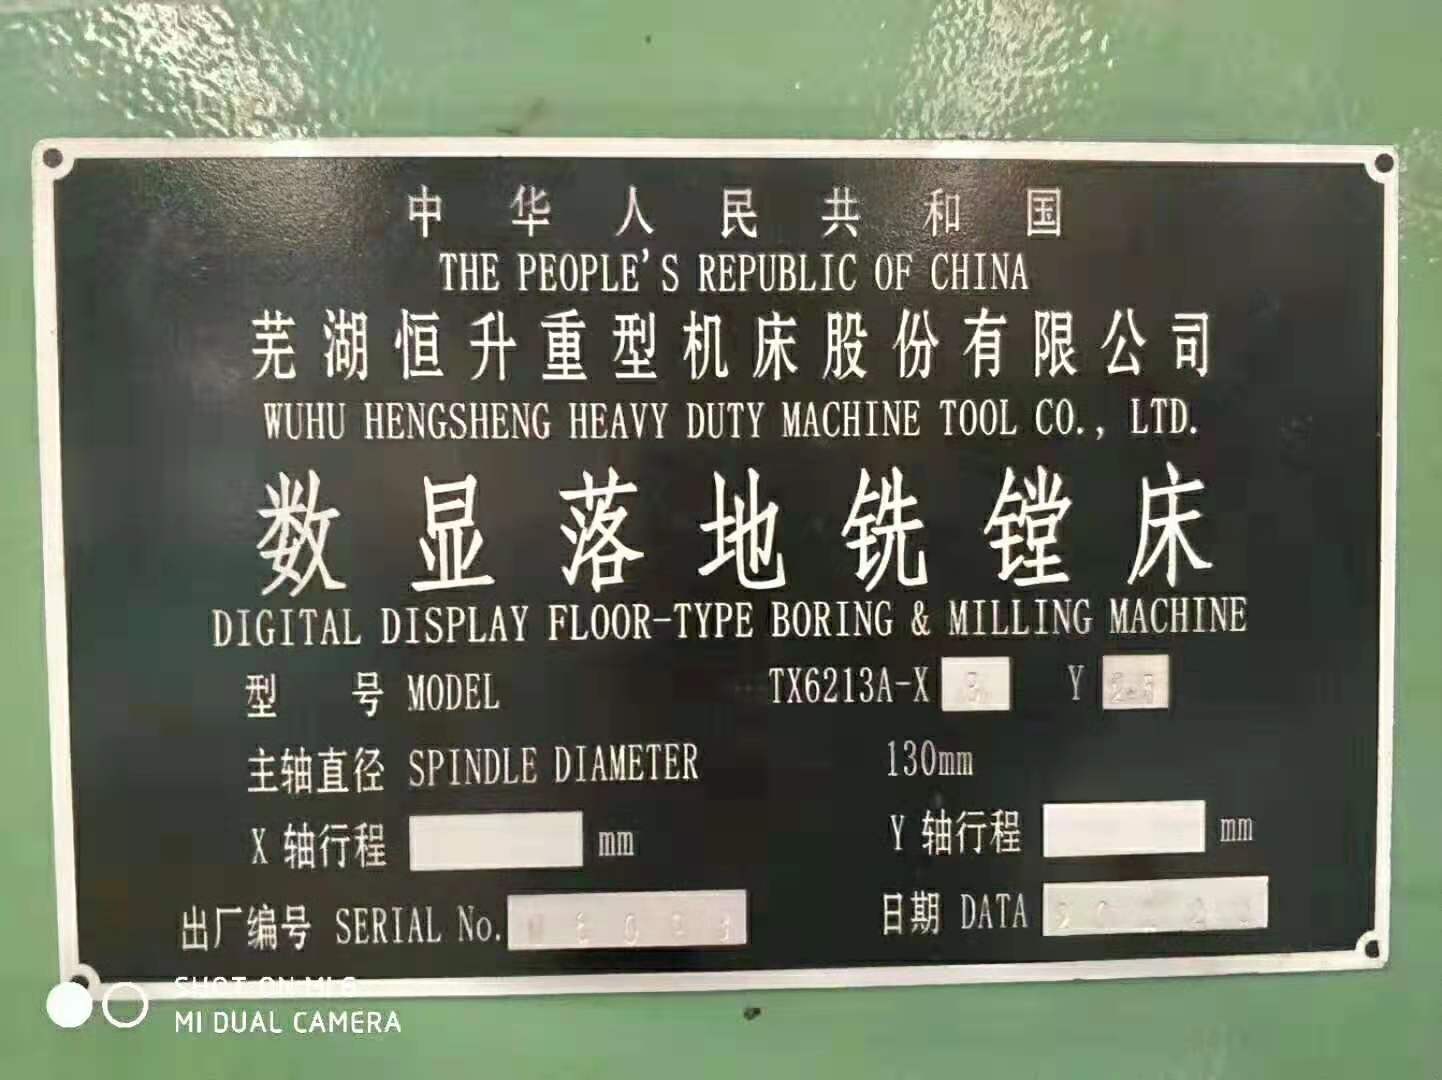 中华人民共和国
THE PEOPLE'S REPUBLIC OF CHINA
芜湖恒升重型机床股份有限公司
WUHU HENGSHENG HEAVY DUTY MACHINE TOOL CO., LTD.
数显落地铣镗床
DIGITAL DISPLAY FLOOR-TYPE BORING & MILLING MACHINE
型 号 MODEL TX6213A-X Y
主轴直径 SPINDLE DIAMETER 130mm
X 轴行程 mm Y 轴行程 mm
出厂编号 SERIAL No. 日期 DATA
SHOT ON MI 8
MI DUAL CAMERA